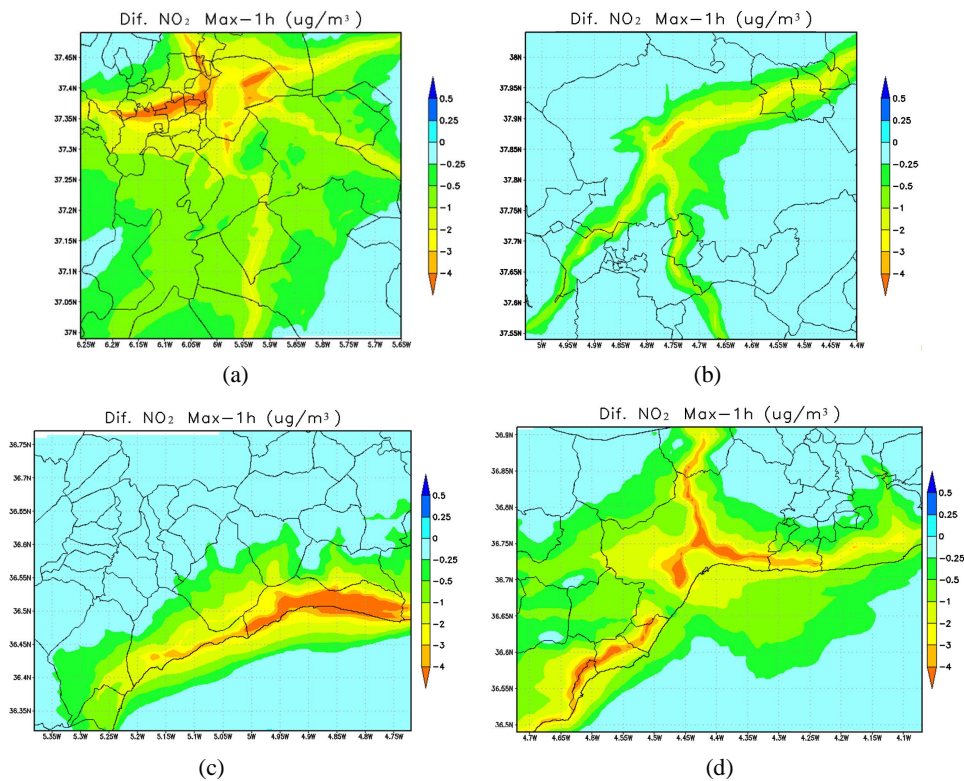 Dif. NO₂ Max−1h (ug/m³)
37.45N
37.4N
37.35N
37.3N
37.25N
37.2N
37.15N
37.1N
37.05N
37N
6.25W 6.2W 6.15W 6.1W 6.05W 6W 5.95W 5.9W 5.85W 5.8W 5.75W 5.7W 5.65W
0.5
0
−0.25
−0.5
−1
−2
−3
−4
(a)
Dif. NO₂ Max−1h (ug/m³)
38N
37.95N
37.9N
37.85N
37.8N
37.75N
37.7N
37.65N
37.6N
37.55N
5W 4.95W 4.9W 4.85W 4.8W 4.75W 4.7W 4.65W 4.6W 4.55W 4.5W 4.45W 4.4W
0.5
0
−0.25
−0.5
−1
−2
−3
−4
(b)
Dif. NO₂ Max−1h (ug/m³)
36.75N
36.7N
36.65N
36.6N
36.55N
36.5N
36.45N
36.4N
36.35N
5.35W 5.3W 5.25W 5.2W 5.15W 5.1W 5.05W 5W 4.95W 4.9W 4.85W 4.8W 4.75W
0.5
0
−0.25
−0.5
−1
−2
−3
−4
(c)
Dif. NO₂ Max−1h (ug/m³)
36.9N
36.85N
36.8N
36.75N
36.7N
36.65N
36.6N
36.55N
36.5N
4.7W 4.65W 4.6W 4.55W 4.5W 4.45W 4.4W 4.35W 4.3W 4.25W 4.2W 4.15W 4.1W
0.5
0
−0.25
−0.5
−1
−2
−3
−4
(d)